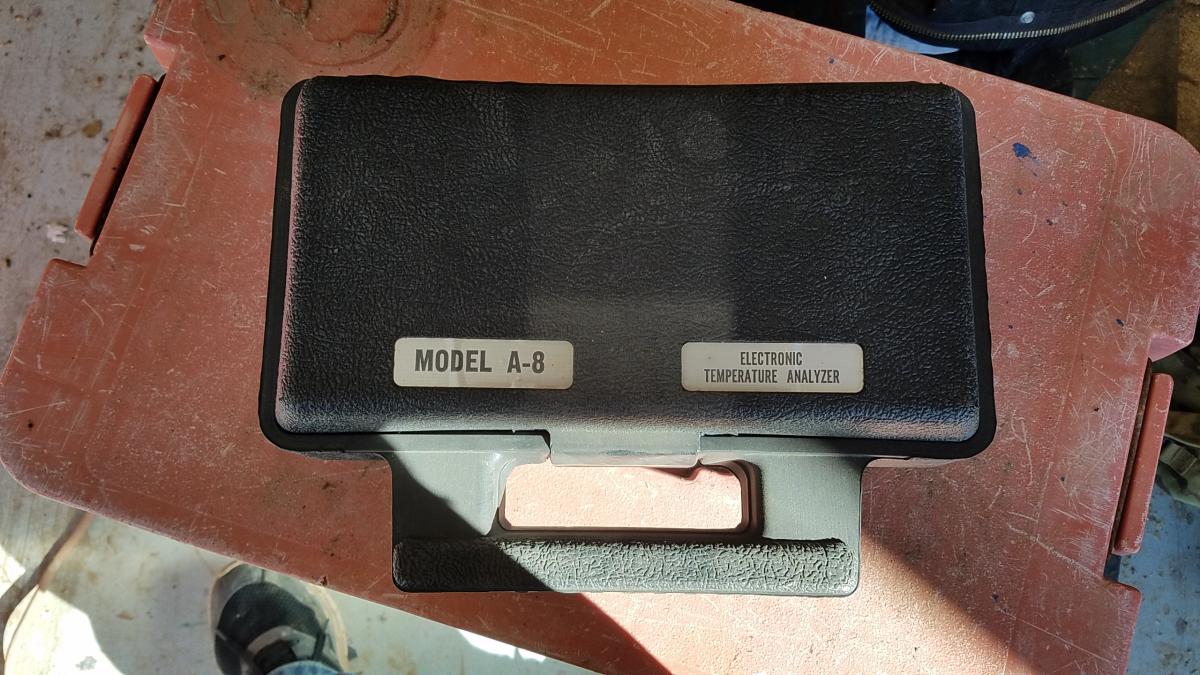 MODEL A-8
ELECTRONIC
TEMPERATURE ANALYZER